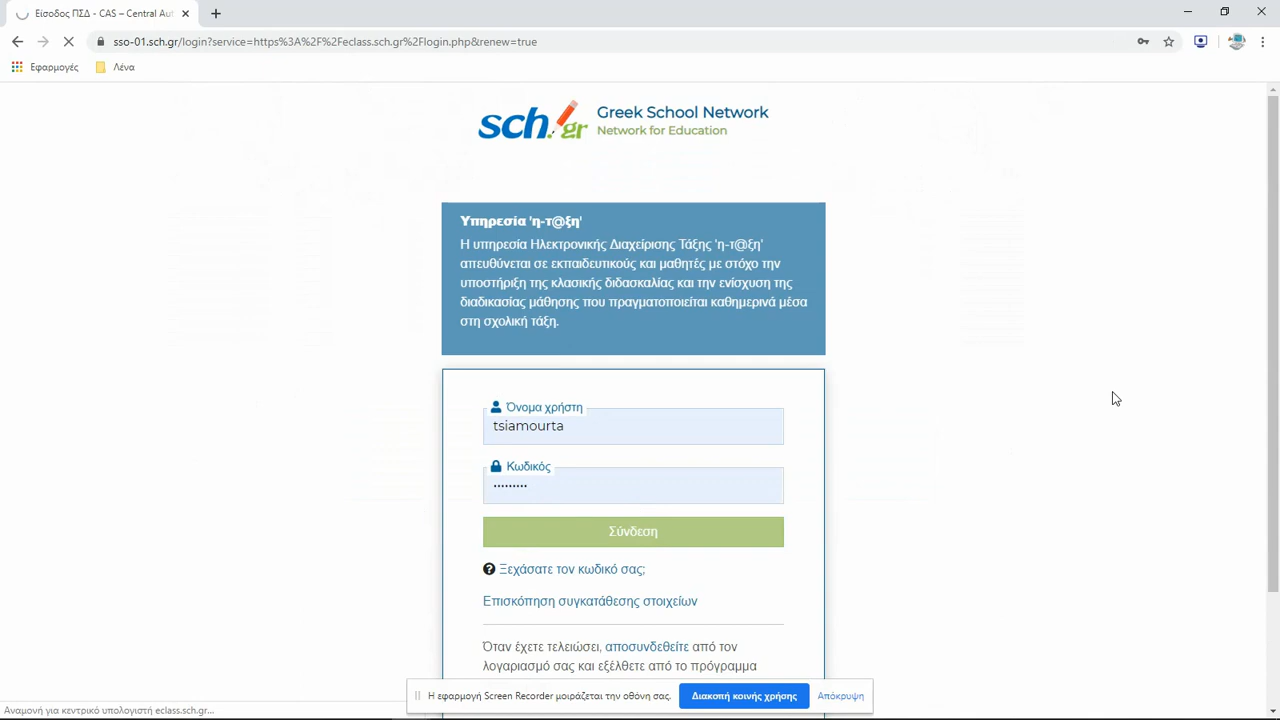 Είσοδος ΠΣΔ - CAS – Central Aut
sso-01.sch.gr/login?service=https%3A%2F%2Feclass.sch.gr%2Flogin.php&renew=true
Εφαρμογές
Λένα
sch.gr
Greek School Network
Network for Education
Υπηρεσία 'η-τ@ξη'
Η υπηρεσία Ηλεκτρονικής Διαχείρισης Τάξης 'η-τ@ξη'
απευθύνεται σε εκπαιδευτικούς και μαθητές με στόχο την
υποστήριξη της κλασικής διδασκαλίας και την ενίσχυση της
διαδικασίας μάθησης που πραγματοποιείται καθημερινά μέσα
στη σχολική τάξη.
Όνομα χρήστη
tsiamourta
Κωδικός
•••••••••
Σύνδεση
Ξεχάσατε τον κωδικό σας;
Επισκόπηση συγκατάθεσης στοιχείων
Όταν έχετε τελειώσει, αποσυνδεθείτε από τον
λογαριασμό σας και εξέλθετε από το πρόγραμμα
Η εφαρμογή Screen Recorder μοιράζεται την οθόνη σας.
Διακοπή κοινής χρήσης
Απόκρυψη
Αναμονή για κεντρικό υπολογιστή eclass.sch.gr...